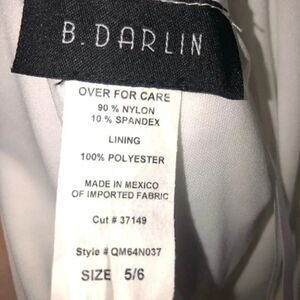 B. DARLIN
OVER FOR CARE
90 % NYLON
10 % SPANDEX
LINING
100% POLYESTER
MADE IN MEXICO
OF IMPORTED FABRIC
Cut # 37149
Style # QM64N037
SIZE 5/6